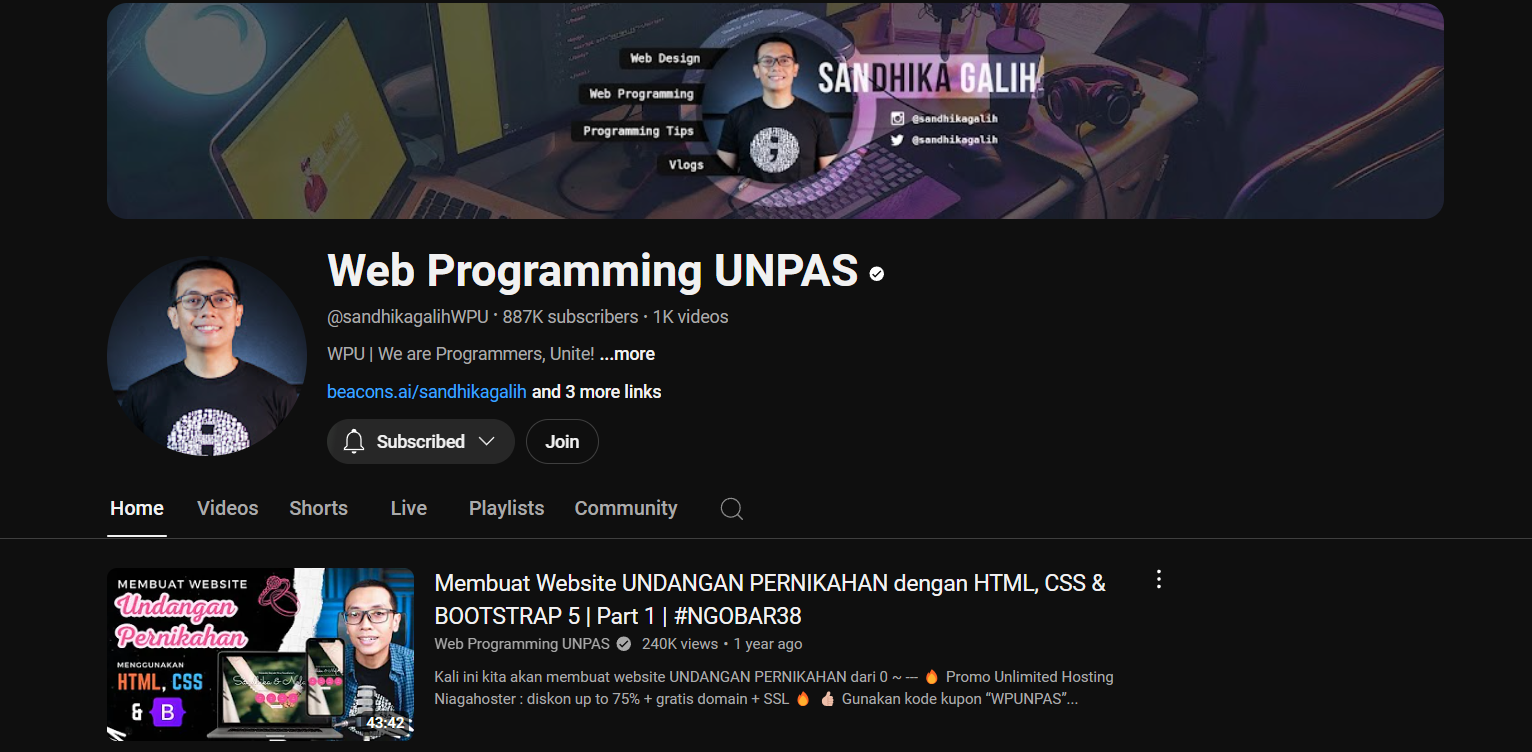 Web Design
Web Programming
Programming Tips
Vlogs
SANDHIKA GALIH
@sandhikagalih
@sandhikagalih
Web Programming UNPAS
@sandhikagalihWPU • 887K subscribers • 1K videos
WPU | We are Programmers, Unite! ...more
beacons.ai/sandhikagalih and 3 more links
Subscribed
Join
Home Videos Shorts Live Playlists Community
MEMBUAT WEBSITE
Undangan
Pernikahan
MENGGUNAKAN
HTML, CSS
& B
43:42
Membuat Website UNDANGAN PERNIKAHAN dengan HTML, CSS &
BOOTSTRAP 5 | Part 1 | #NGOBAR38
Web Programming UNPAS 240K views • 1 year ago
Kali ini kita akan membuat website UNDANGAN PERNIKAHAN dari 0 ~ --- 🔥 Promo Unlimited Hosting
Niagahoster : diskon up to 75% + gratis domain + SSL 🔥 👍🏻 Gunakan kode kupon “WPUNPAS”...